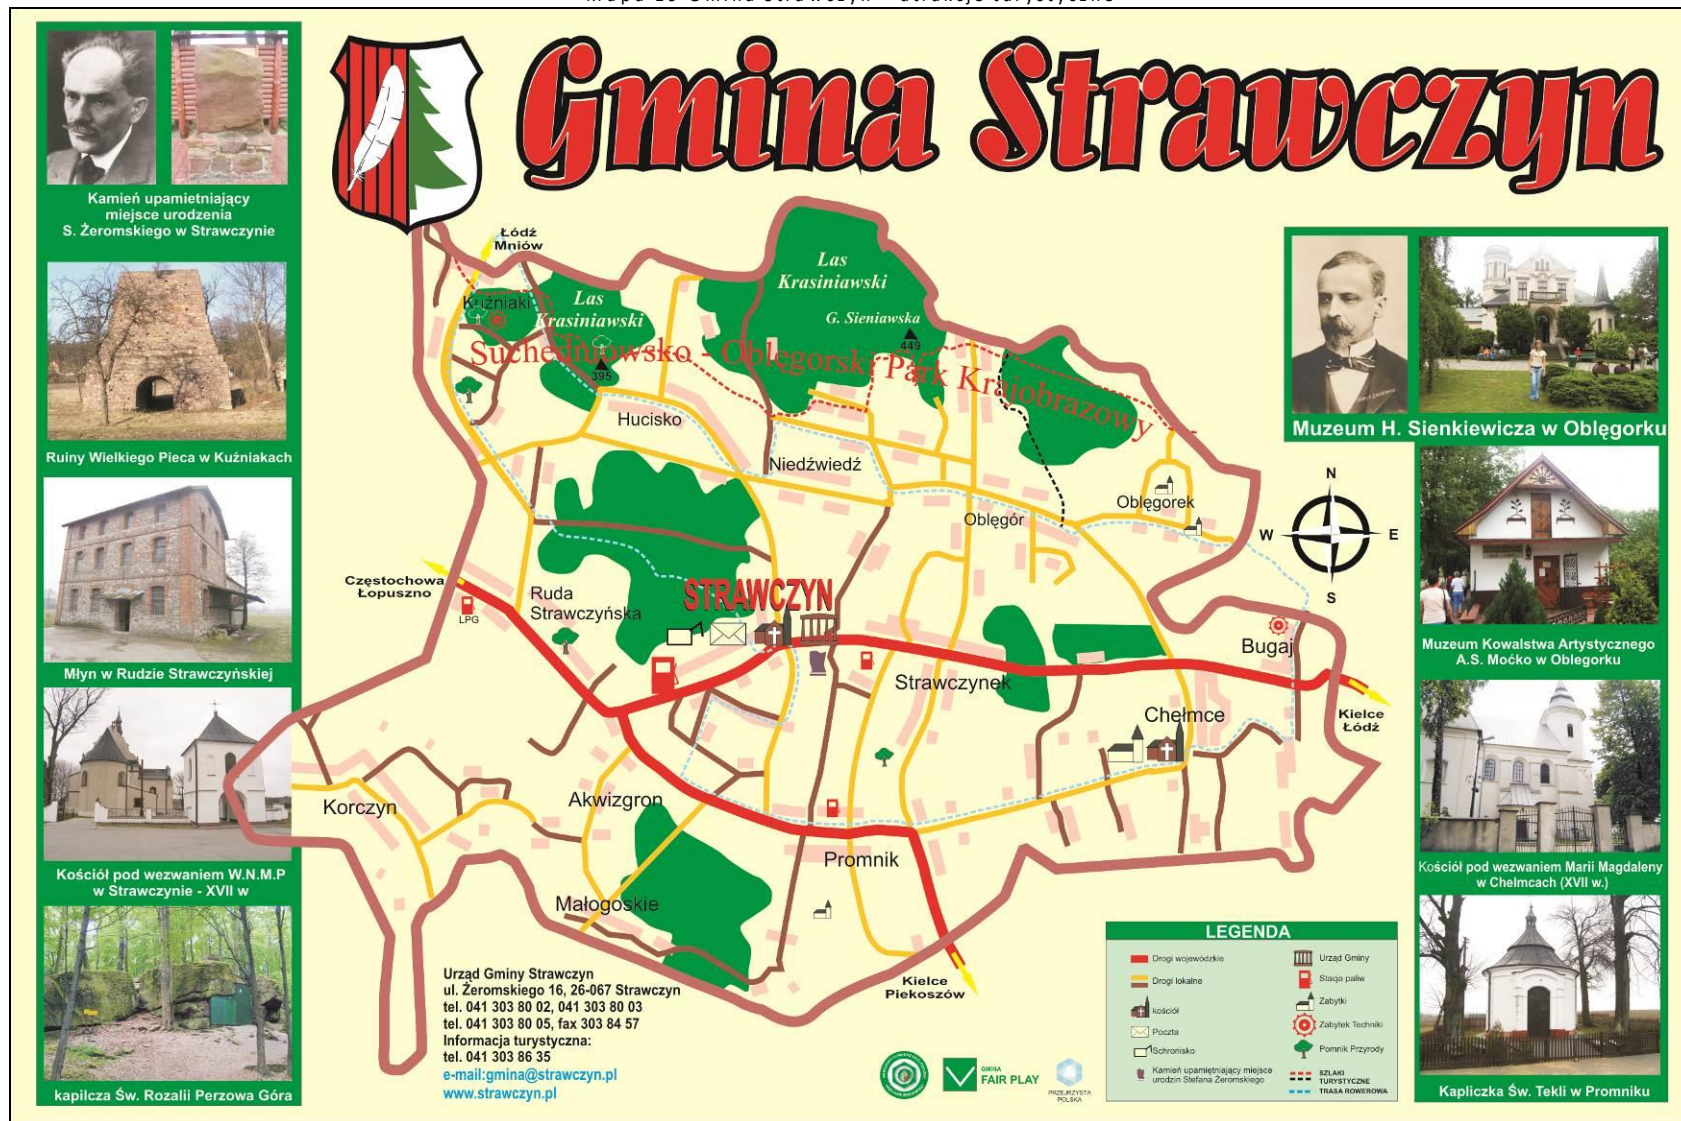 Gmina Strawczyn
Kamień upamietniający
miejsce urodzenia
S. Żeromskiego w Strawczynie
Ruiny Wielkiego Pieca w Kuźniakach
Młyn w Rudzie Strawczyńskiej
Kościół pod wezwaniem W.N.M.P
w Strawczynie - XVII w
kapilcza Św. Rozalii Perzowa Góra
Łódź
Mniów
Kuźniaki
Las
Krasiniawski
Las
Krasiniawski
G. Sieniawska
449
395
Suchedniowsko - Oblęgorski Park Krajobrazowy
Hucisko
Niedźwiedź
Oblęgór
Oblęgorek
Częstochowa
Łopuszno
LPG
Ruda
Strawczyńska
STRAWCZYN
Strawczynek
Bugaj
Chełmce
Kielce
Łódź
Korczyn
Akwizgron
Promnik
Małogoskie
Kielce
Piekoszów
N
W
E
S
Urząd Gminy Strawczyn
ul. Żeromskiego 16, 26-067 Strawczyn
tel. 041 303 80 02, 041 303 80 03
tel. 041 303 80 05, fax 303 84 57
Informacja turystyczna:
tel. 041 303 86 35
e-mail:gmina@strawczyn.pl
www.strawczyn.pl
GMINA
FAIR PLAY
PRZEJRZYSTA
POLSKA
LEGENDA
Drogi wojewódzkie
Drogi lokalne
kościół
Poczta
Schronisko
Kamień upamiętniający miejsce
urodzin Stefana Żeromskiego
Urząd Gminy
Stacja paliw
Zabytki
Zabytek Techniki
Pomnik Przyrody
SZLAKI
TURYSTYCZNE
TRASA ROWEROWA
Muzeum H. Sienkiewicza w Oblęgorku
Muzeum Kowalstwa Artystycznego
A.S. Moćko w Oblegorku
Kościół pod wezwaniem Marii Magdaleny
w Chelmcach (XVII w.)
Kapliczka Św. Tekli w Promniku